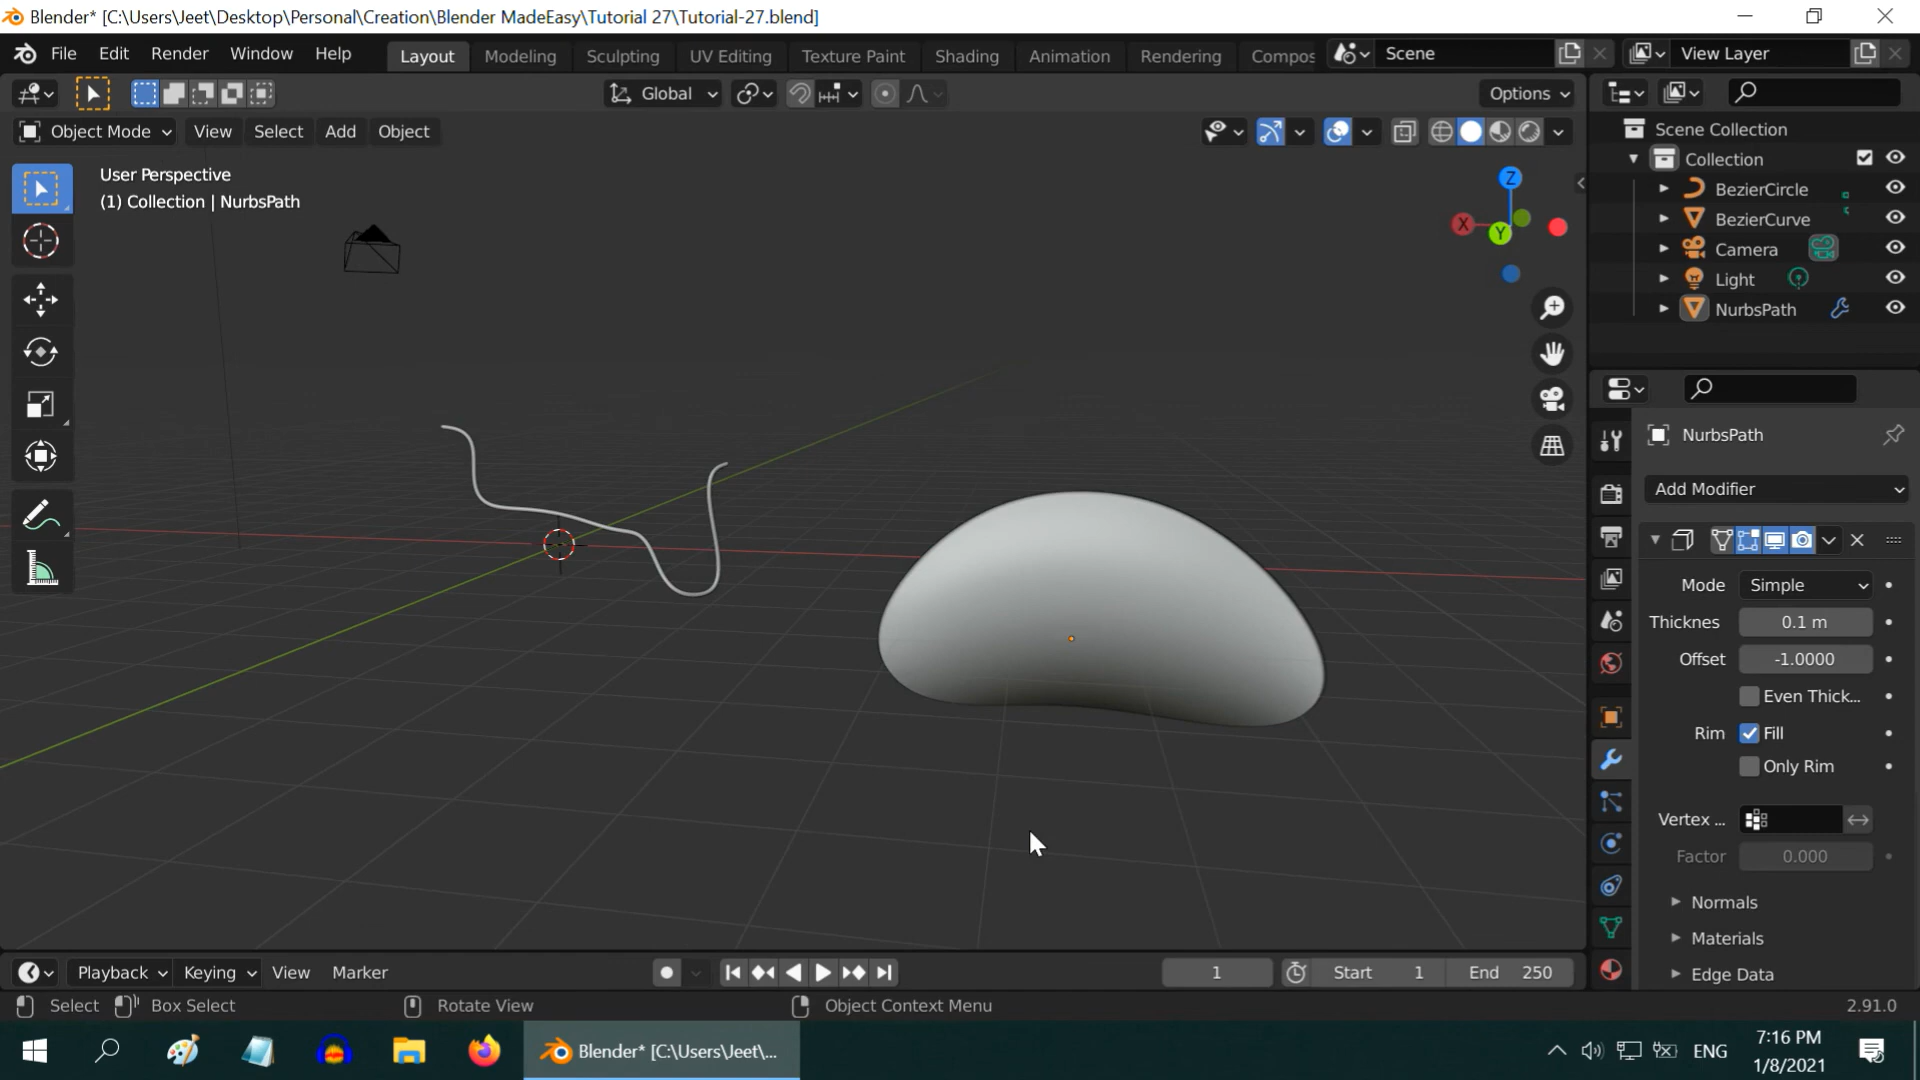 Blender* [C:\Users\Jeet\Desktop\Personal\Creation\Blender MadeEasy\Tutorial 27\Tutorial-27.blend]
File Edit Render Window Help Layout Modeling Sculpting UV Editing Texture Paint Shading Animation Rendering Compos Scene View Layer
Global Options
Object Mode View Select Add Object
User Perspective
(1) Collection | NurbsPath
X Y Z
Scene Collection
Collection
BezierCircle
BezierCurve
Camera
Light
NurbsPath
NurbsPath
Add Modifier
Mode Simple
Thicknes 0.1 m
Offset -1.0000
Even Thick...
Rim Fill
Only Rim
Vertex ...
Factor 0.000
Normals
Materials
Edge Data
Playback Keying View Marker 1 Start 1 End 250
Select Box Select Rotate View Object Context Menu 2.91.0
Blender* [C:\Users\Jeet\... ENG 7:16 PM
1/8/2021